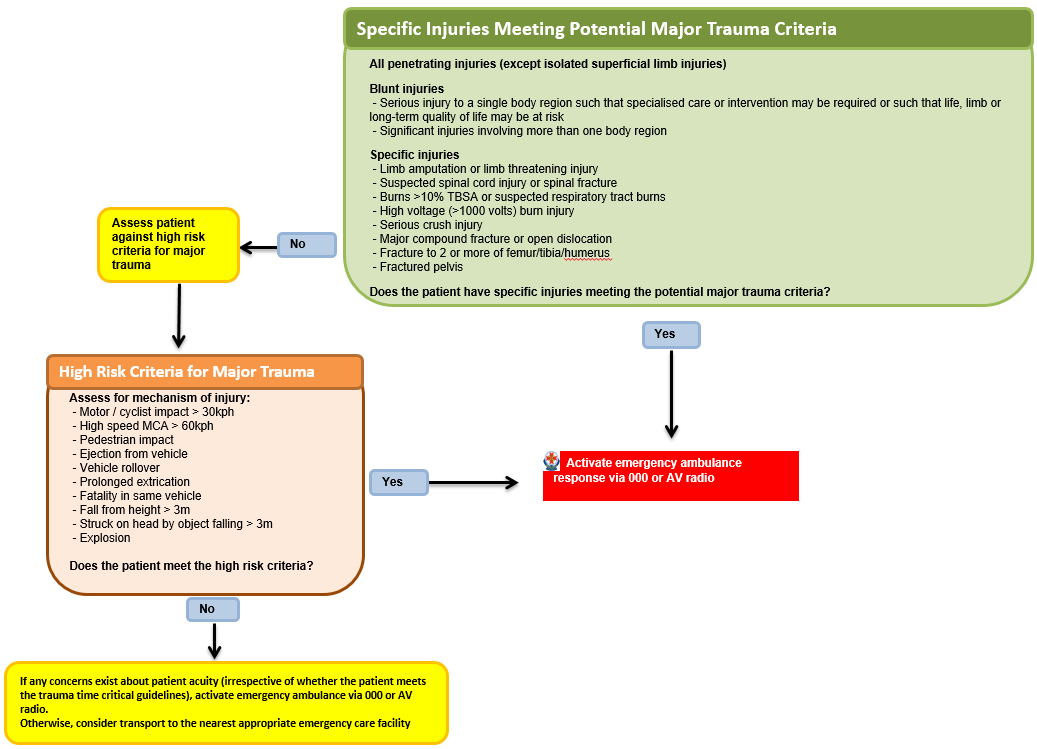 Specific Injuries Meeting Potential Major Trauma Criteria
All penetrating injuries (except isolated superficial limb injuries)
Blunt injuries
- Serious injury to a single body region such that specialised care or intervention may be required or such that life, limb or
long-term quality of life may be at risk
- Significant injuries involving more than one body region
Specific injuries
- Limb amputation or limb threatening injury
- Suspected spinal cord injury or spinal fracture
- Burns >10% TBSA or suspected respiratory tract burns
- High voltage (>1000 volts) burn injury
- Serious crush injury
- Major compound fracture or open dislocation
- Fracture to 2 or more of femur/tibia/humerus
- Fractured pelvis
Does the patient have specific injuries meeting the potential major trauma criteria?
No
Assess patient
against high risk
criteria for major
trauma
Yes
High Risk Criteria for Major Trauma
Assess for mechanism of injury:
- Motor / cyclist impact > 30kph
- High speed MCA > 60kph
- Pedestrian impact
- Ejection from vehicle
- Vehicle rollover
- Prolonged extrication
- Fatality in same vehicle
- Fall from height > 3m
- Struck on head by object falling > 3m
- Explosion
Does the patient meet the high risk criteria?
Yes
Activate emergency ambulance
response via 000 or AV radio
No
If any concerns exist about patient acuity (irrespective of whether the patient meets
the trauma time critical guidelines), activate emergency ambulance via 000 or AV
radio.
Otherwise, consider transport to the nearest appropriate emergency care facility